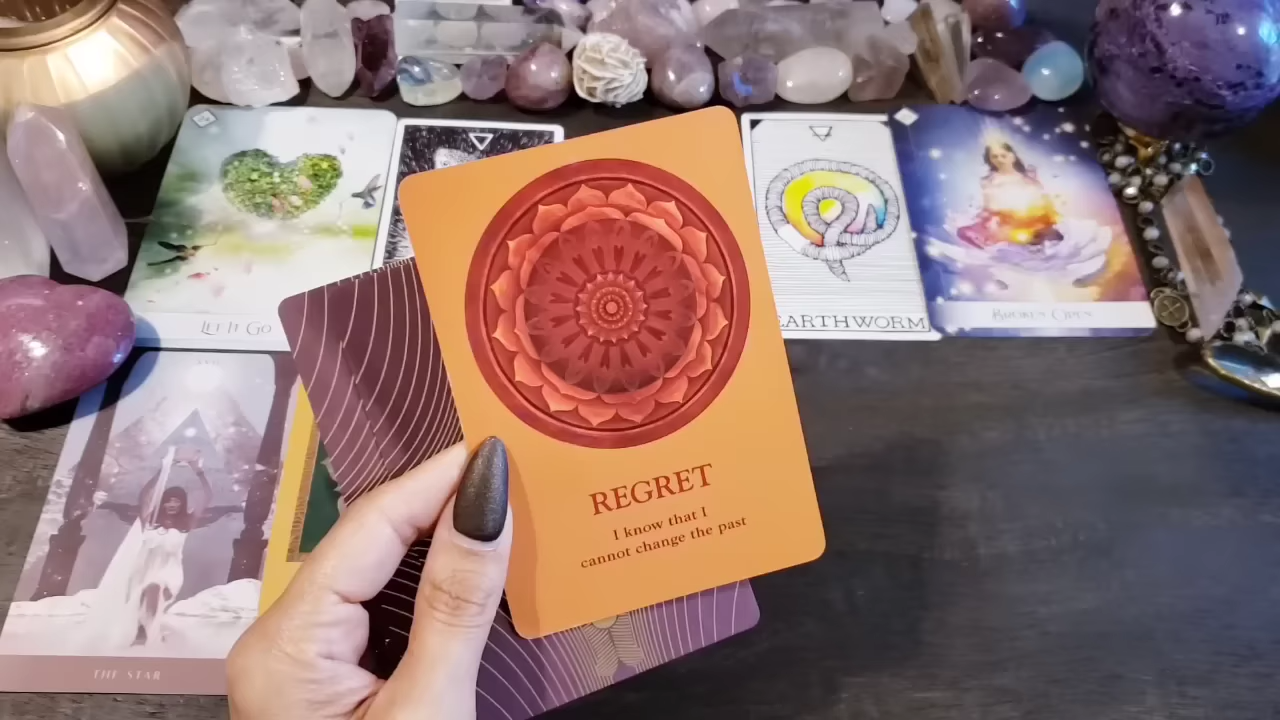 LET IT GO
EARTHWORM
BROKEN OPEN
REGRET
I know that I
cannot change the past
THE STAR